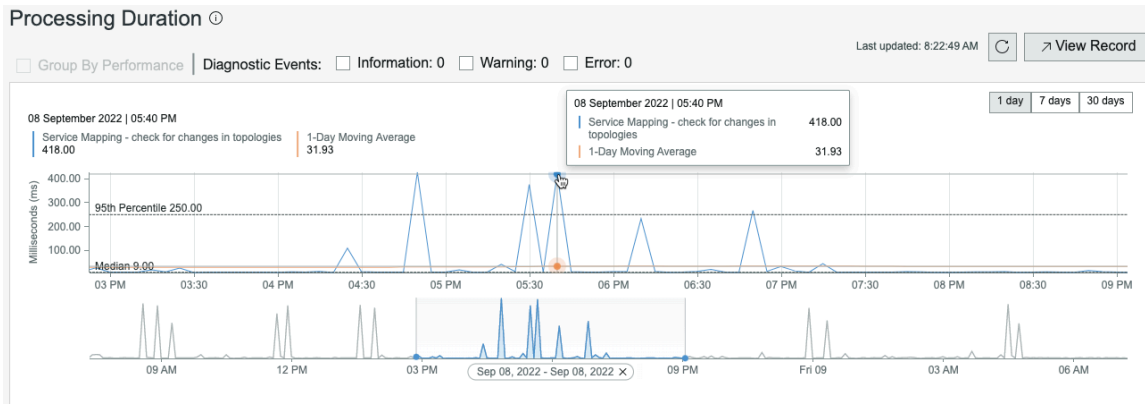 Processing Duration
Last updated: 8:22:49 AM
View Record
Group By Performance
Diagnostic Events:
Information: 0
Warning: 0
Error: 0
1 day
7 days
30 days
08 September 2022 | 05:40 PM
Service Mapping - check for changes in topologies
418.00
1-Day Moving Average
31.93
08 September 2022 | 05:40 PM
Service Mapping - check for changes in
topologies
418.00
1-Day Moving Average
31.93
Milliseconds (ms)
400.00
300.00
200.00
100.00
95th Percentile 250.00
Median 9.00
03 PM
03:30
04 PM
04:30
05 PM
05:30
06 PM
06:30
07 PM
07:30
08 PM
08:30
09 PM
09 AM
12 PM
03 PM
Sep 08, 2022 - Sep 08, 2022
09 PM
Fri 09
03 AM
06 AM